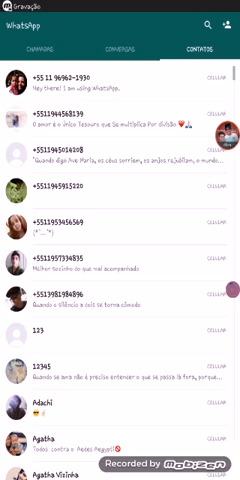 Gravação
WhatsApp
CHAMADAS CONVERSAS CONTATOS
+55 11 96962-1930 CELULAR
Hey there! I am using WhatsApp.
+5511944568139 CELULAR
O amor é o único Tesouro que Se multiplica Por divisão ❤️🙏
+5511945014208 CELULAR
"Quando digo Ave Maria, os céus sorriem, os anjos rejubilam, o mundo...
+5511945915220 CELULAR
+5511953456569 CELULAR
+5511957334835 CELULAR
Melhor sozinho do que mal acompanhado
+5513981984896 CELULAR
Quando o silêncio a dois se torna cômodo
123 CELULAR
12345 CELULAR
Quando se ama não é preciso entender o que se passa lá fora, porque...
Adachi CELULAR
😎✌🏻
Agatha CELULAR
Todos contra o Aedes Aegypti🚫
Agatha Vizinha
Recorded by Mobizen